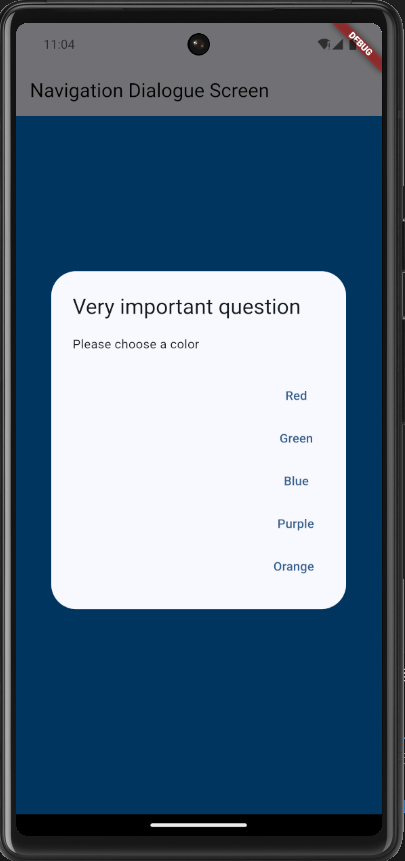 11:04
DEBUG
Navigation Dialogue Screen
Very important question
Please choose a color
Red
Green
Blue
Purple
Orange